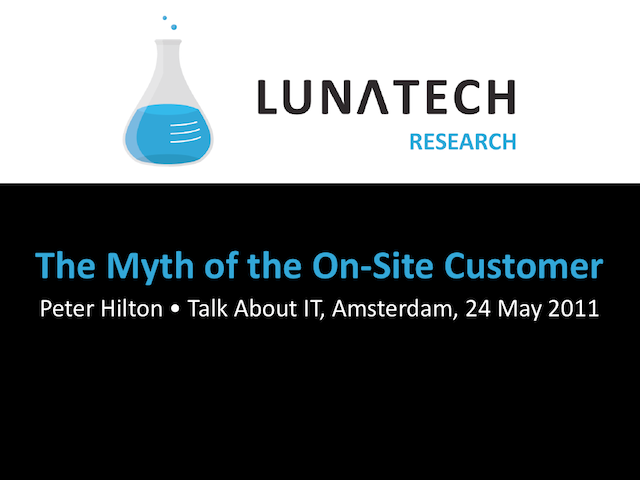 LUNATECH
RESEARCH
The Myth of the On-Site Customer
Peter Hilton • Talk About IT, Amsterdam, 24 May 2011